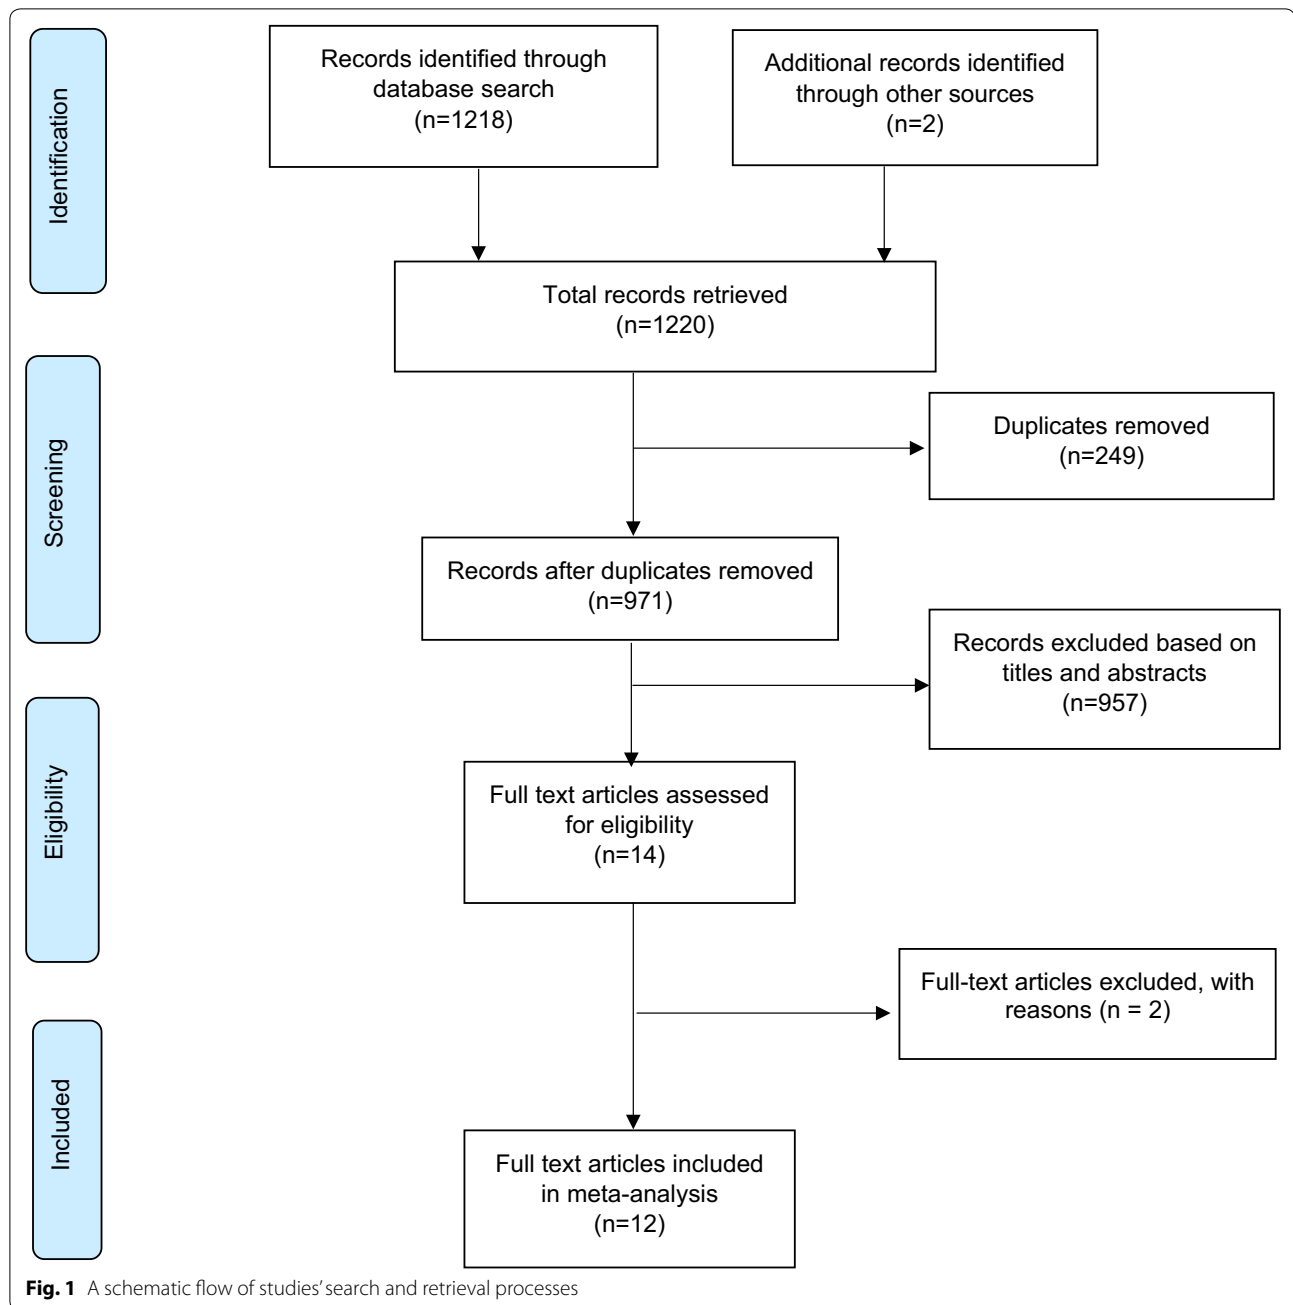 Identification
Records identified through
database search
(n=1218)
Additional records identified
through other sources
(n=2)
Total records retrieved
(n=1220)
Screening
Duplicates removed
(n=249)
Records after duplicates removed
(n=971)
Records excluded based on
titles and abstracts
(n=957)
Eligibility
Full text articles assessed
for eligibility
(n=14)
Full-text articles excluded, with
reasons (n = 2)
Included
Full text articles included
in meta-analysis
(n=12)
Fig. 1 A schematic flow of studies' search and retrieval processes